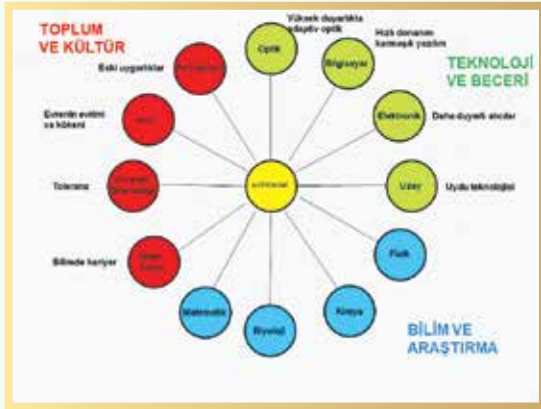 TOPLUM
VE KÜLTÜR
Yüksek duyarlıkta
adaptiv optik
Hızlı donanım
karmaşık yazılım
TEKNOLOJİ
VE BECERİ
Eski uygarlıklar
Optik
Bilgisayar
Evrenin evrimi
ve kökeni
Elektronik
Daha duyarlı alıcılar
Tolerans
Uzay
Uydu teknolojisi
Bilimde kariyer
Fizik
Matematik
Biyoloji
Kimya
BİLİM VE
ARAŞTIRMA